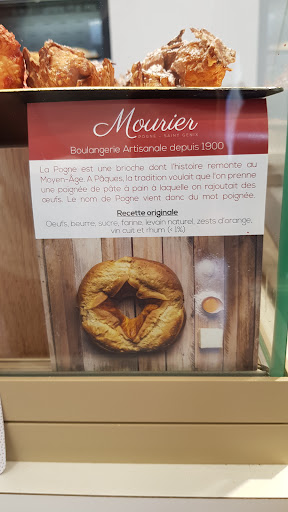 Mourier
POGNE - SAINT GENIX
Boulangerie Artisanale depuis 1900
La Pogne est une brioche dont l'histoire remonte au
Moyen-Âge. A Pâques, la tradition voulait que l'on prenne
une poignée de pâte à pain à laquelle on rajoutait des
œufs. Le nom de Pogne vient donc du mot poignée.
Recette originale
Oeufs, beurre, sucre, farine, levain naturel, zests d'orange,
vin cuit et rhum (<1%)